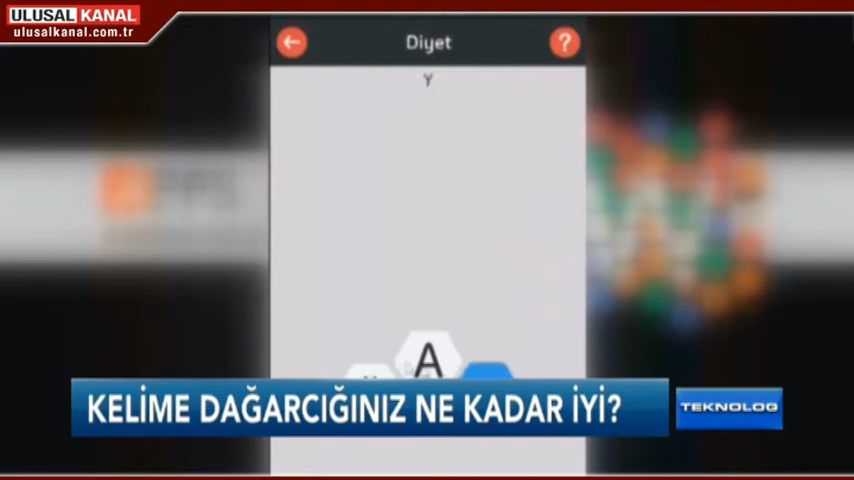 ULUSAL KANAL
ulusalkanal.com.tr
Diyet
?
Y
A
KELİME DAĞARCIĞINIZ NE KADAR İYİ?
TEKNOLOG